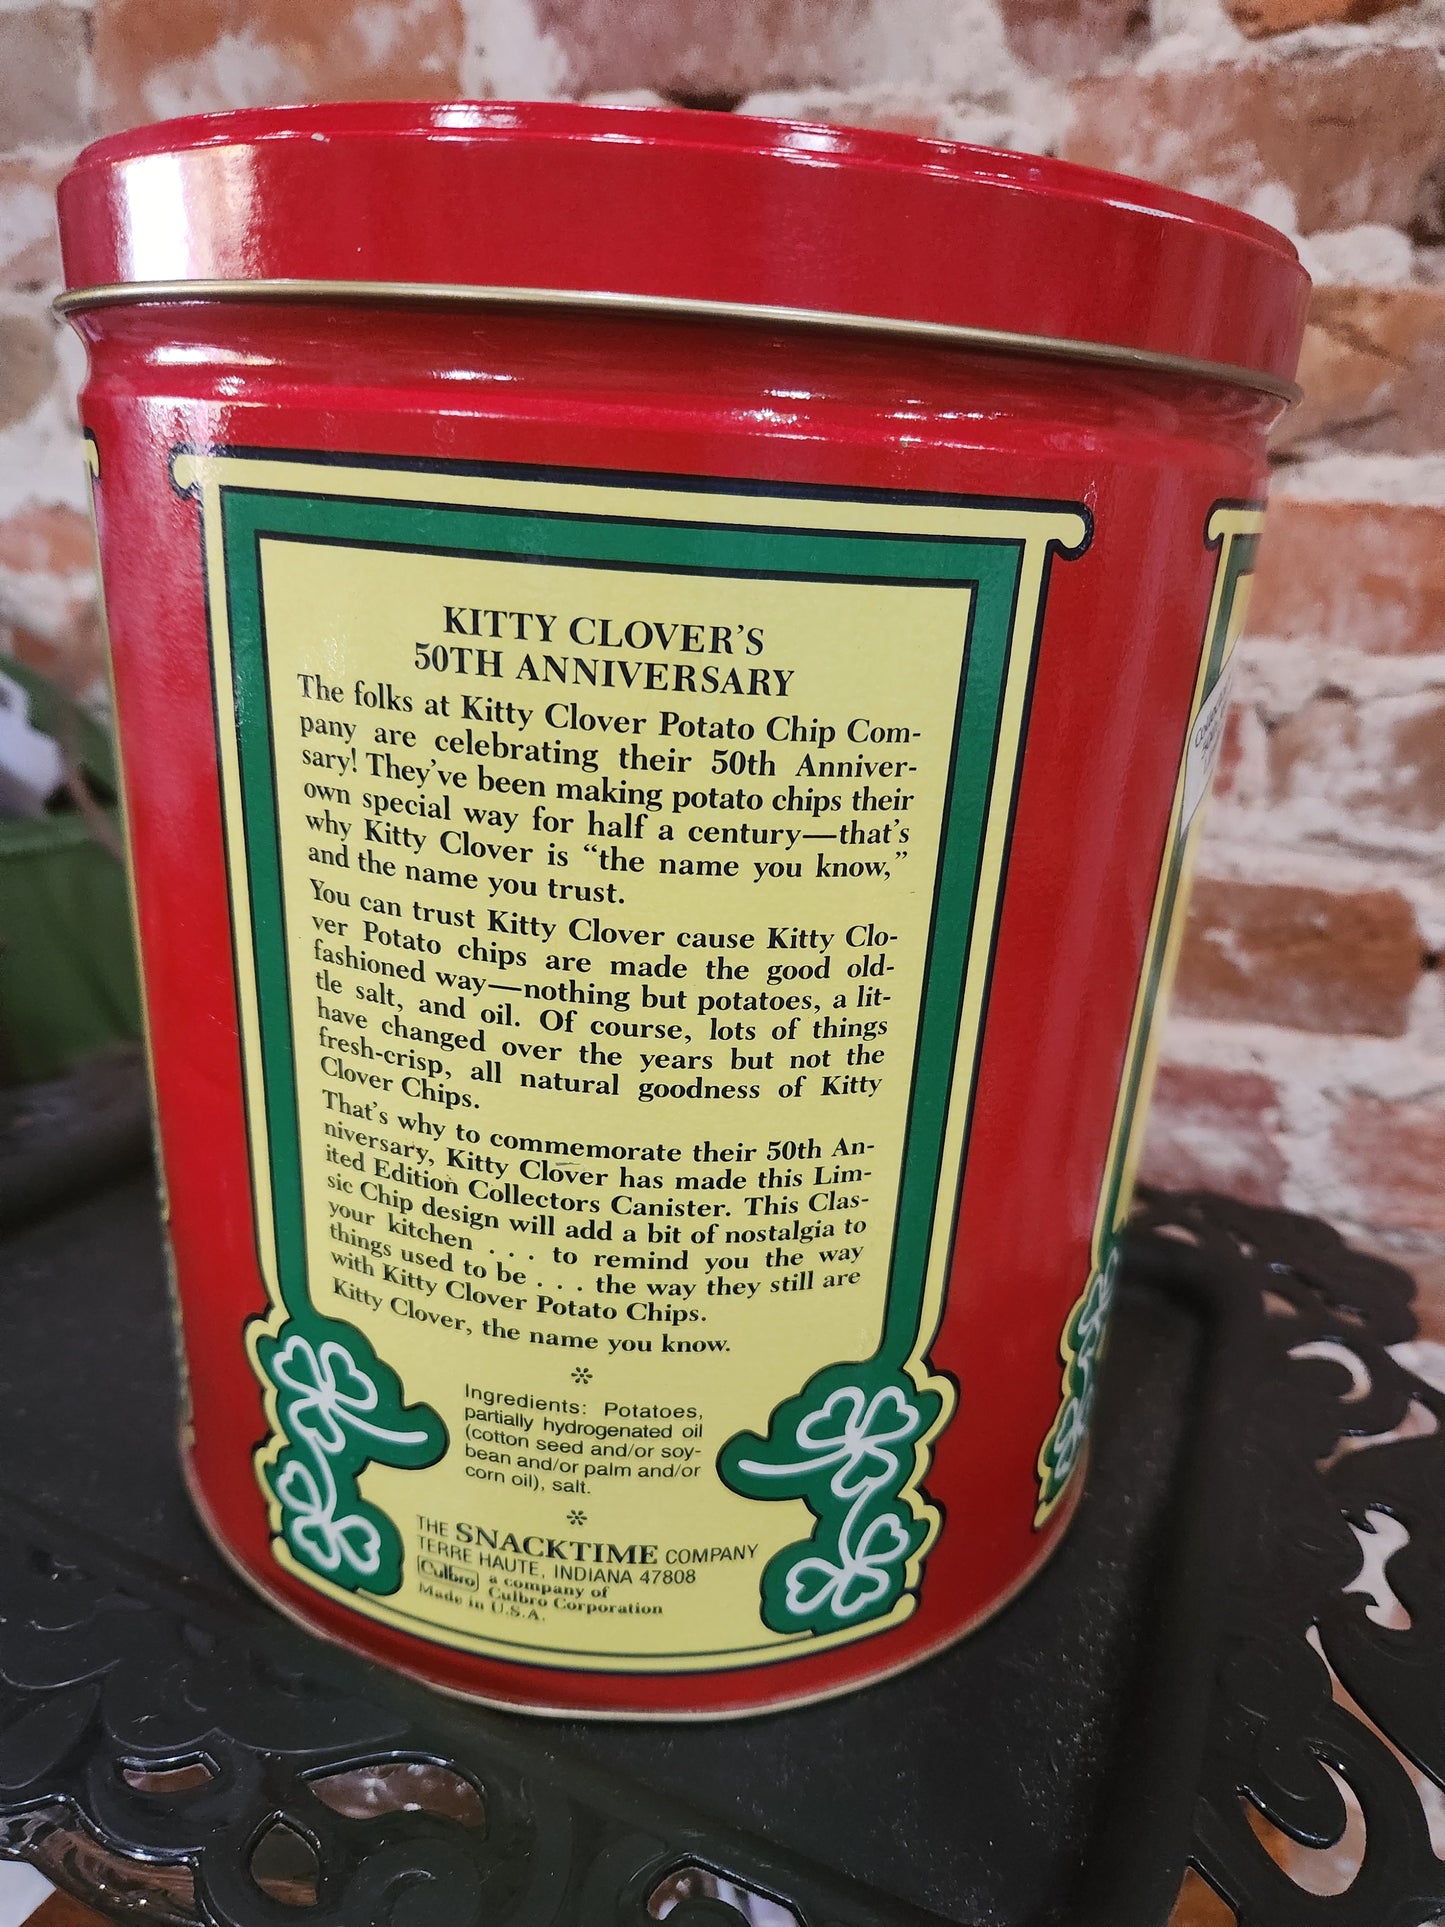 KITTY CLOVER'S
50TH ANNIVERSARY
The folks at Kitty Clover Potato Chip Com-
pany are celebrating their 50th Anniver-
sary! They've been making potato chips their
own special way for half a century—that's
why Kitty Clover is “the name you know,”
and the name you trust.
You can trust Kitty Clover cause Kitty Clo-
ver Potato chips are made the good old-
fashioned way—nothing but potatoes, a lit-
tle salt, and oil. Of course, lots of things
have changed over the years but not the
fresh-crisp, all natural goodness of Kitty
Clover Chips.
That's why to commemorate their 50th An-
niversary, Kitty Clover has made this Lim-
ited Edition Collectors Canister. This Clas-
sic Chip design will add a bit of nostalgia to
your kitchen . . . to remind you the way
things used to be . . . the way they still are
with Kitty Clover Potato Chips.
Kitty Clover, the name you know.
Ingredients: Potatoes,
partially hydrogenated oil
(cotton seed and/or soy-
bean and/or palm and/or
corn oil), salt.
THE SNACKTIME COMPANY
TERRE HAUTE, INDIANA 47808
Culbro a company of
Culbro Corporation
Made in U.S.A.